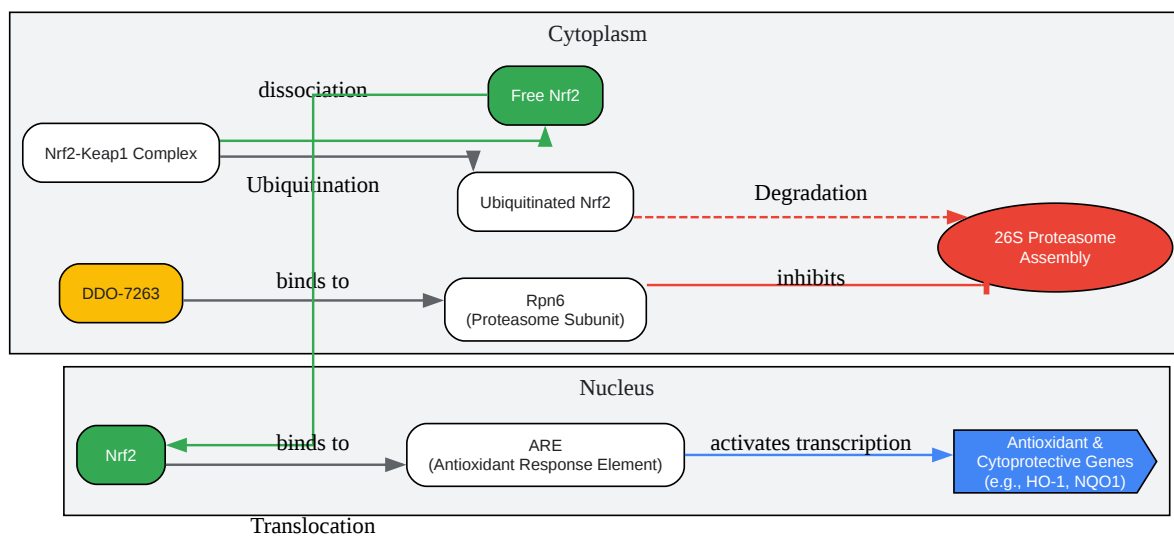 Cytoplasm
dissociation
Free Nrf2
Nrf2-Keap1 Complex
Ubiquitination
Ubiquitinated Nrf2
Degradation
26S Proteasome
Assembly
DDO-7263
binds to
Rpn6
(Proteasome Subunit)
inhibits
Nucleus
Nrf2
binds to
ARE
(Antioxidant Response Element)
activates transcription
Antioxidant &
Cytoprotective Genes
(e.g., HO-1, NQO1)
Translocation